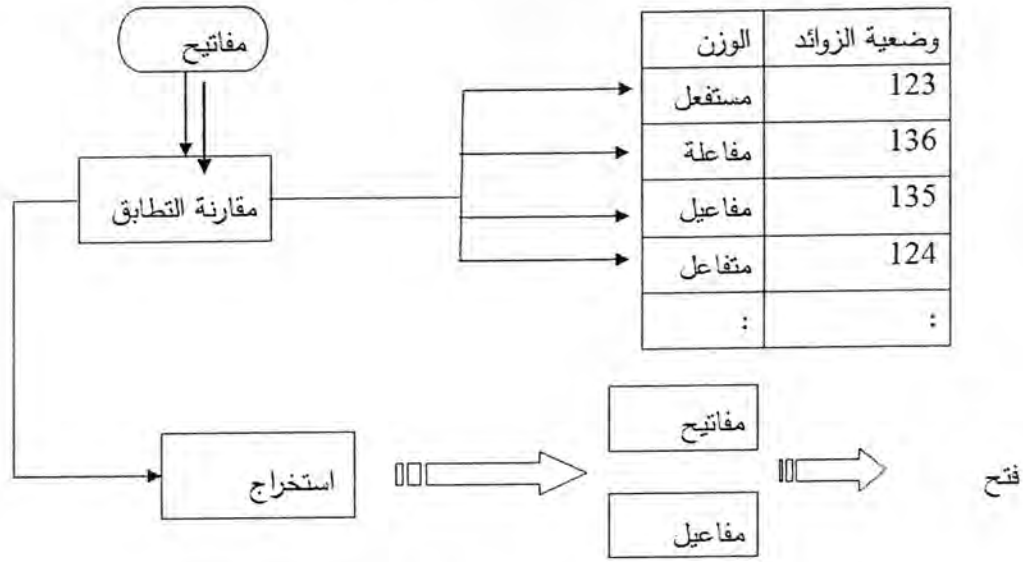 مفاتيح
وضعية الزوائد الوزن
123 مستفعل
136 مفاعلة
135 مفاعيل
124 متفاعل
: :
مقارنة التطابق
استخراج
مفاتيح
مفاعيل
فتح